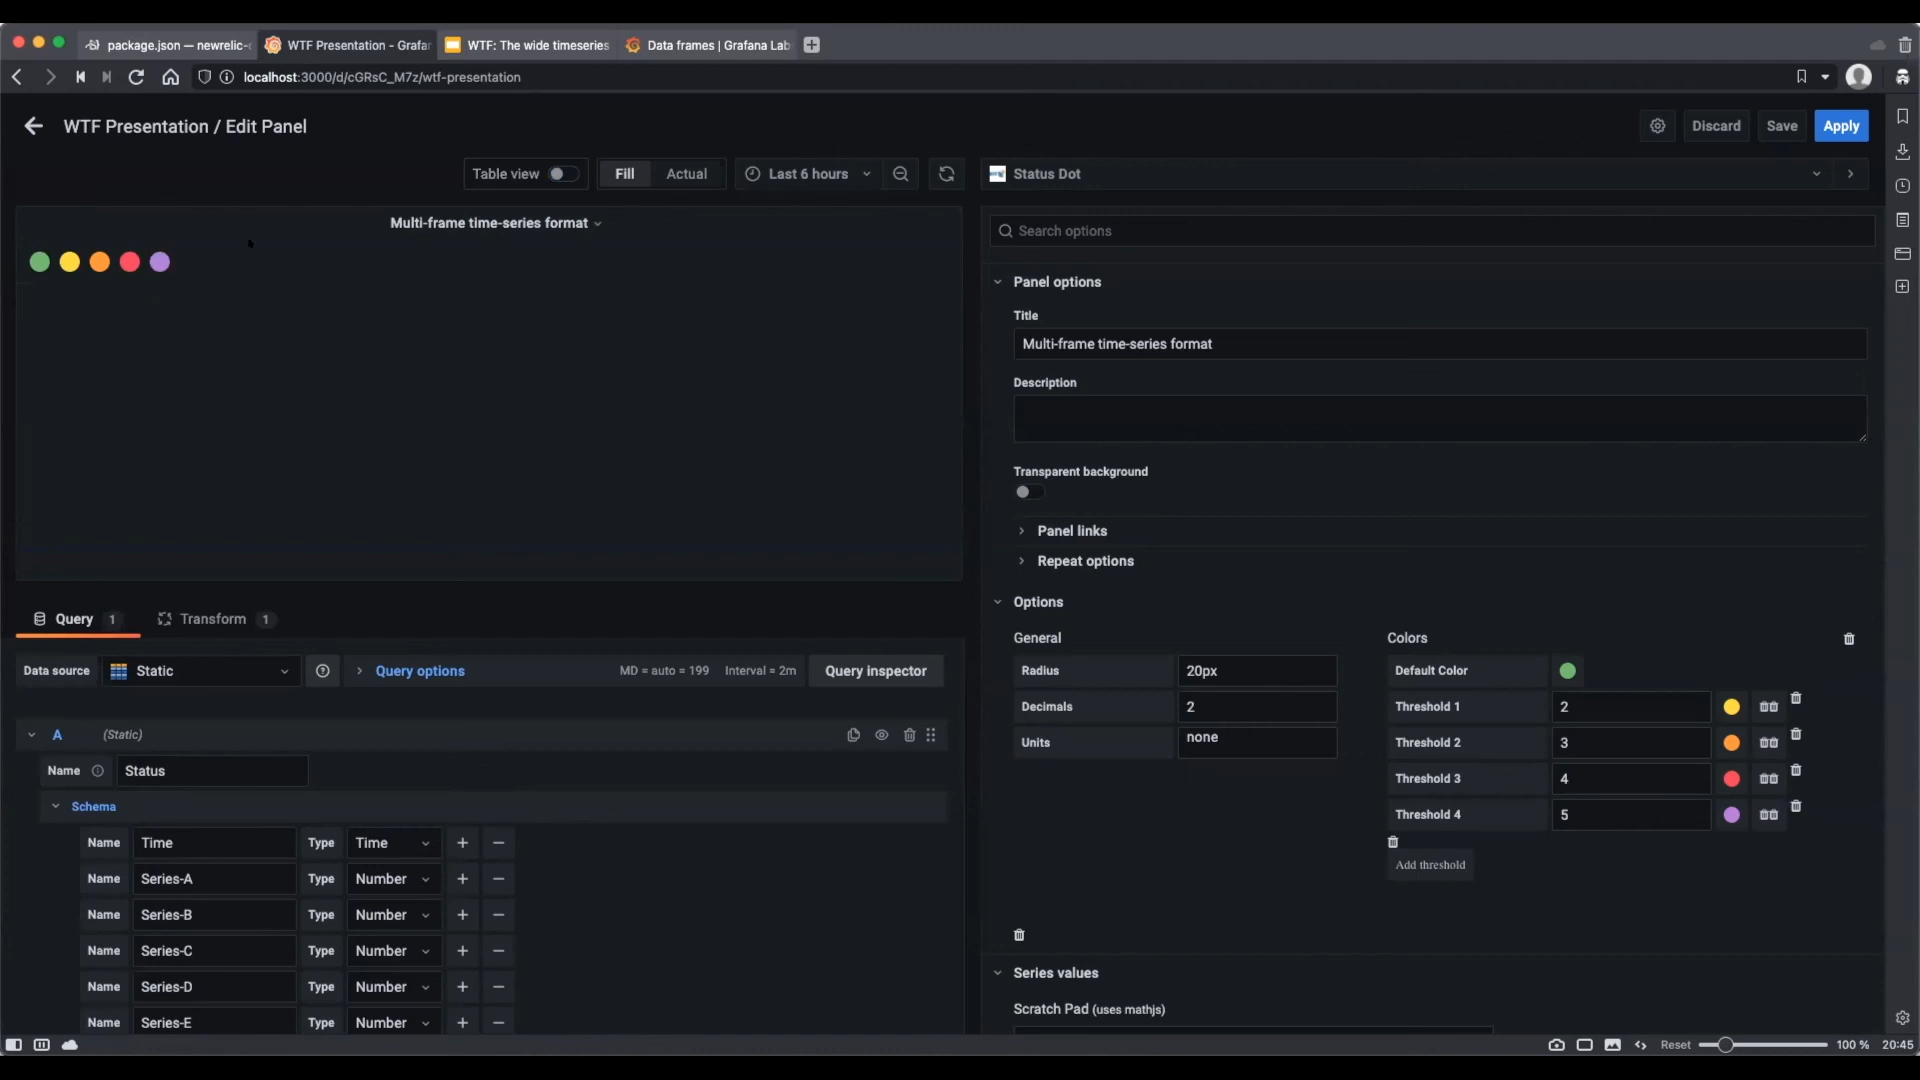 package.json — newrelic-
WTF Presentation - Grafar
WTF: The wide timeseries
Data frames | Grafana Lab
localhost:3000/d/cGRsC_M7z/wtf-presentation
WTF Presentation / Edit Panel
Discard
Save
Apply
Table view
Fill
Actual
Last 6 hours
Status Dot
Multi-frame time-series format
Search options
Panel options
Title
Multi-frame time-series format
Description
Transparent background
Panel links
Repeat options
Options
General
Colors
Radius
20px
Default Color
Decimals
2
Threshold 1
2
Units
none
Threshold 2
3
Threshold 3
4
Threshold 4
5
Add threshold
Series values
Scratch Pad (uses mathjs)
Query 1
Transform 1
Data source
Static
Query options
MD = auto = 199
Interval = 2m
Query inspector
A
(Static)
Name
Status
Schema
Name Time Type Time
Name Series-A Type Number
Name Series-B Type Number
Name Series-C Type Number
Name Series-D Type Number
Name Series-E Type Number
Reset
100 %
20:45